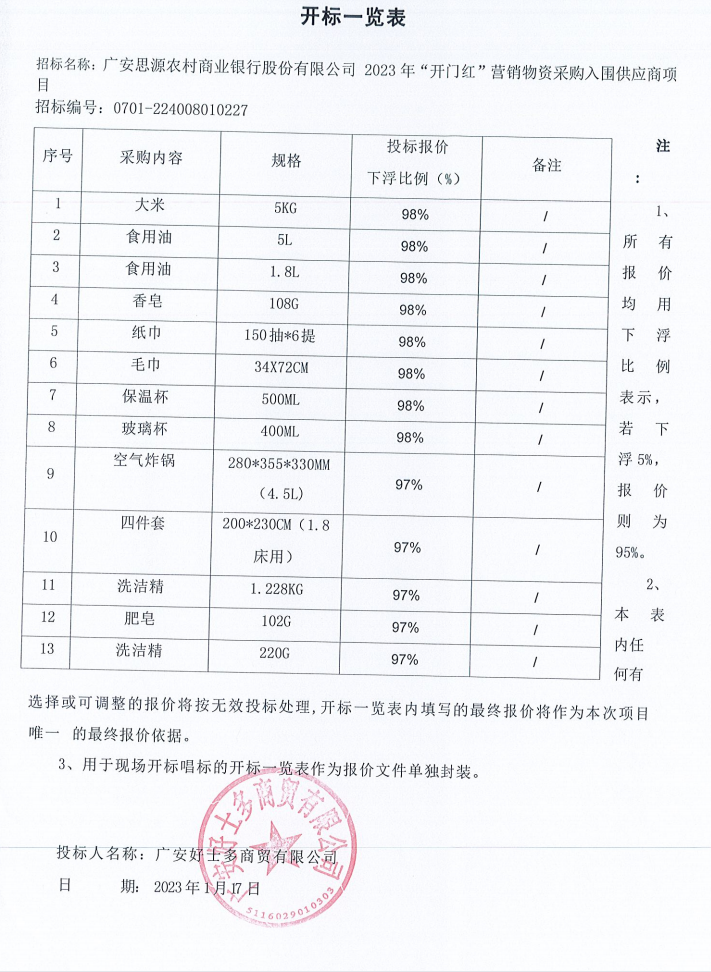 开标一览表
招标名称：广安思源农村商业银行股份有限公司 2023 年“开门红”营销物资采购入围供应商项
目
招标编号：0701-224008010227
序号 采购内容 规格 投标报价 下浮比例（%） 备注
1 大米 5KG 98% /
2 食用油 5L 98% /
3 食用油 1.8L 98% /
4 香皂 108G 98% /
5 纸巾 150抽*6提 98% /
6 毛巾 34X72CM 98% /
7 保温杯 500ML 98% /
8 玻璃杯 400ML 98% /
9 空气炸锅 280*355*330MM（4.5L) 97% /
10 四件套 200*230CM（1.8床用） 97% /
11 洗洁精 1.228KG 97% /
12 肥皂 102G 97% /
13 洗洁精 220G 97% /
注
：
1、
所有
报价
均用
下浮
比例
表示，
若下
浮5%，
报价
则为
95%。
2、
本表
内任
何有
选择或可调整的报价将按无效投标处理,开标一览表内填写的最终报价将作为本次项目
唯一 的最终报价依据。
3、用于现场开标唱标的开标一览表作为报价文件单独封装。
投标人名称：广安好士多商贸有限公司
日 期：2023年1月17日
广安好士多商贸有限公司
5116029010303